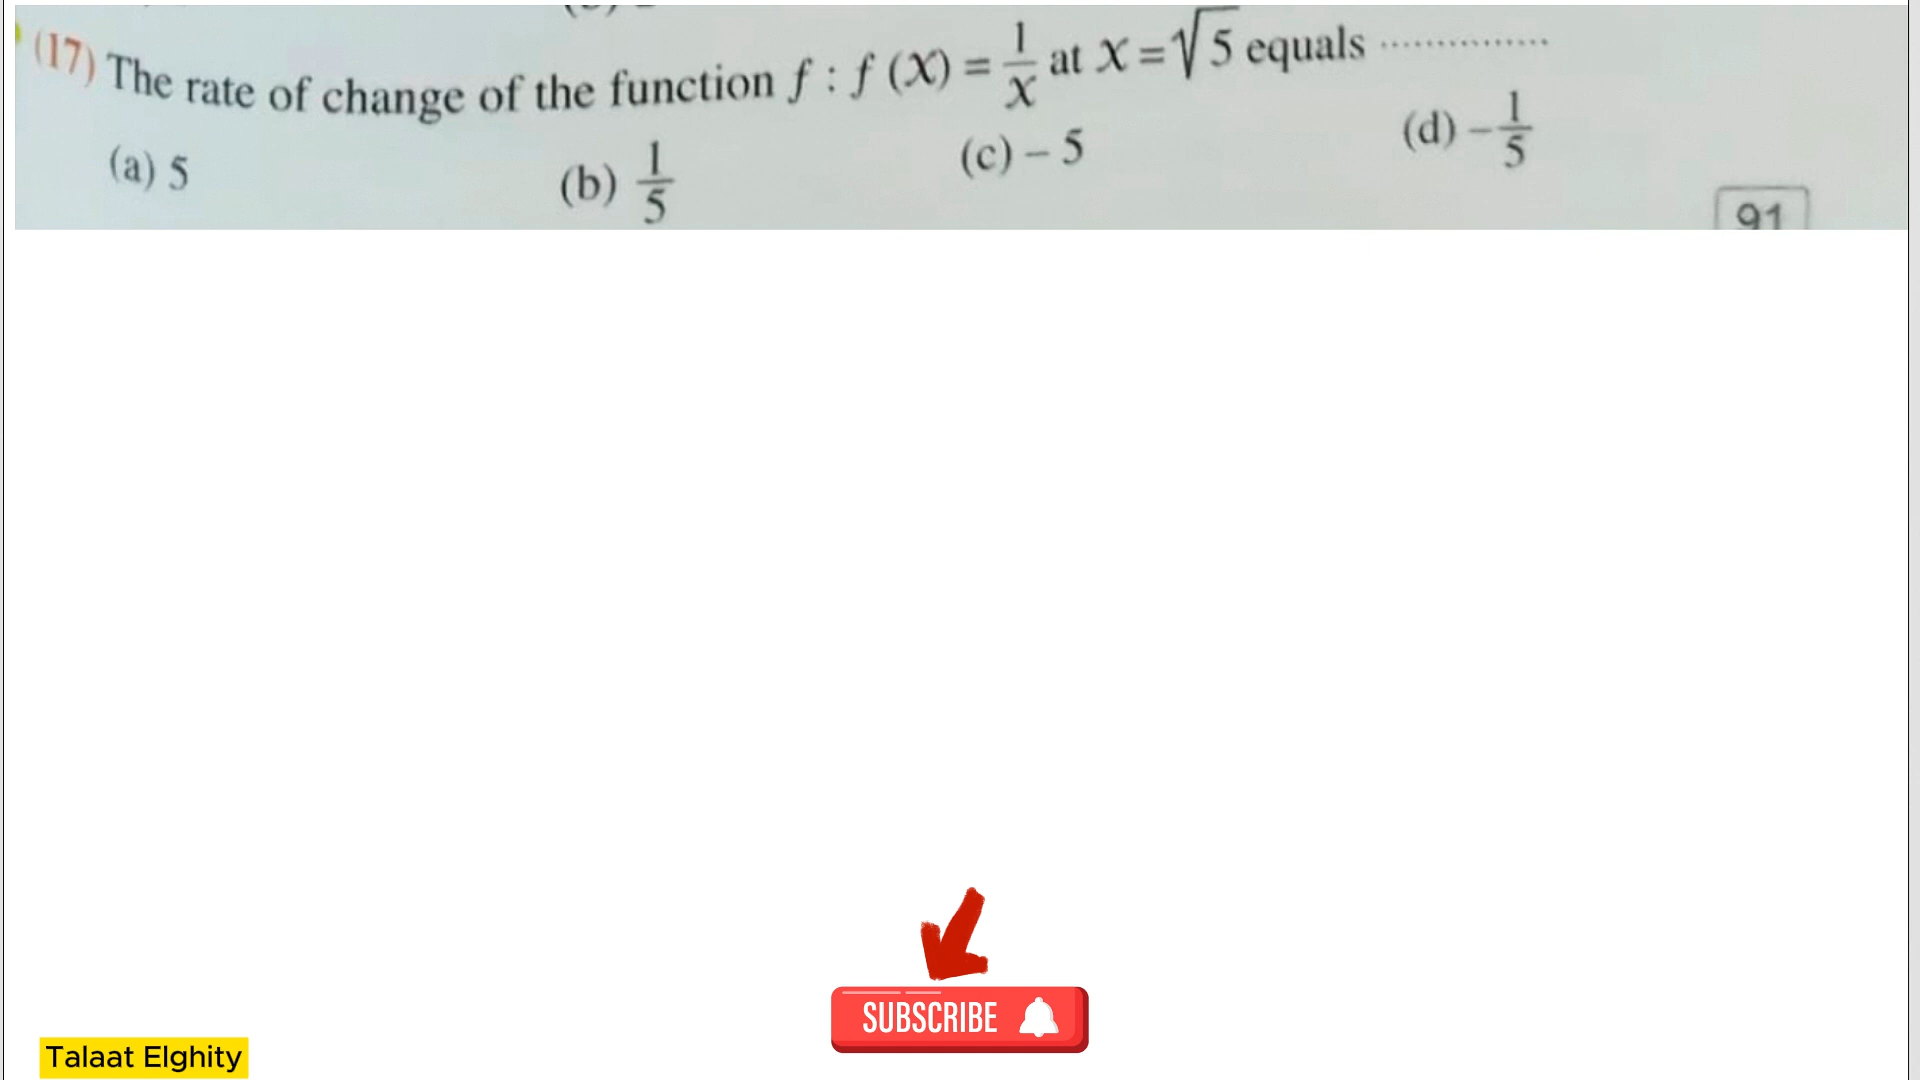 (17) The rate of change of the function f : f (X) = 1/X at X = √5 equals ...............
(a) 5 (b) 1/5 (c) – 5 (d) – 1/5
91
SUBSCRIBE
Talaat Elghity